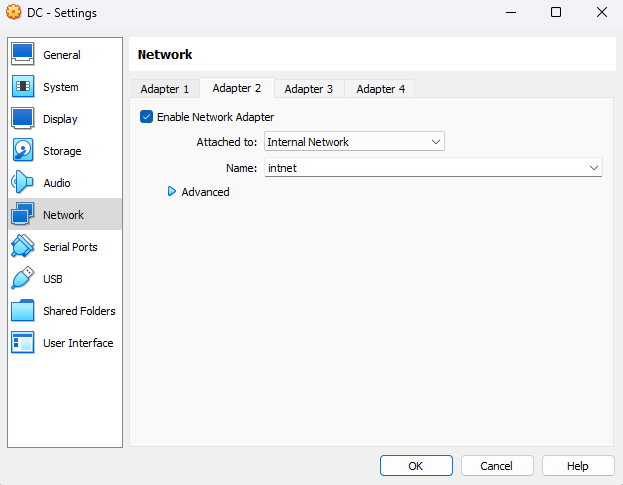 DC - Settings
General
System
Display
Storage
Audio
Network
Serial Ports
USB
Shared Folders
User Interface
Network
Adapter 1 Adapter 2 Adapter 3 Adapter 4
Enable Network Adapter
Attached to: Internal Network
Name: intnet
Advanced
OK Cancel Help